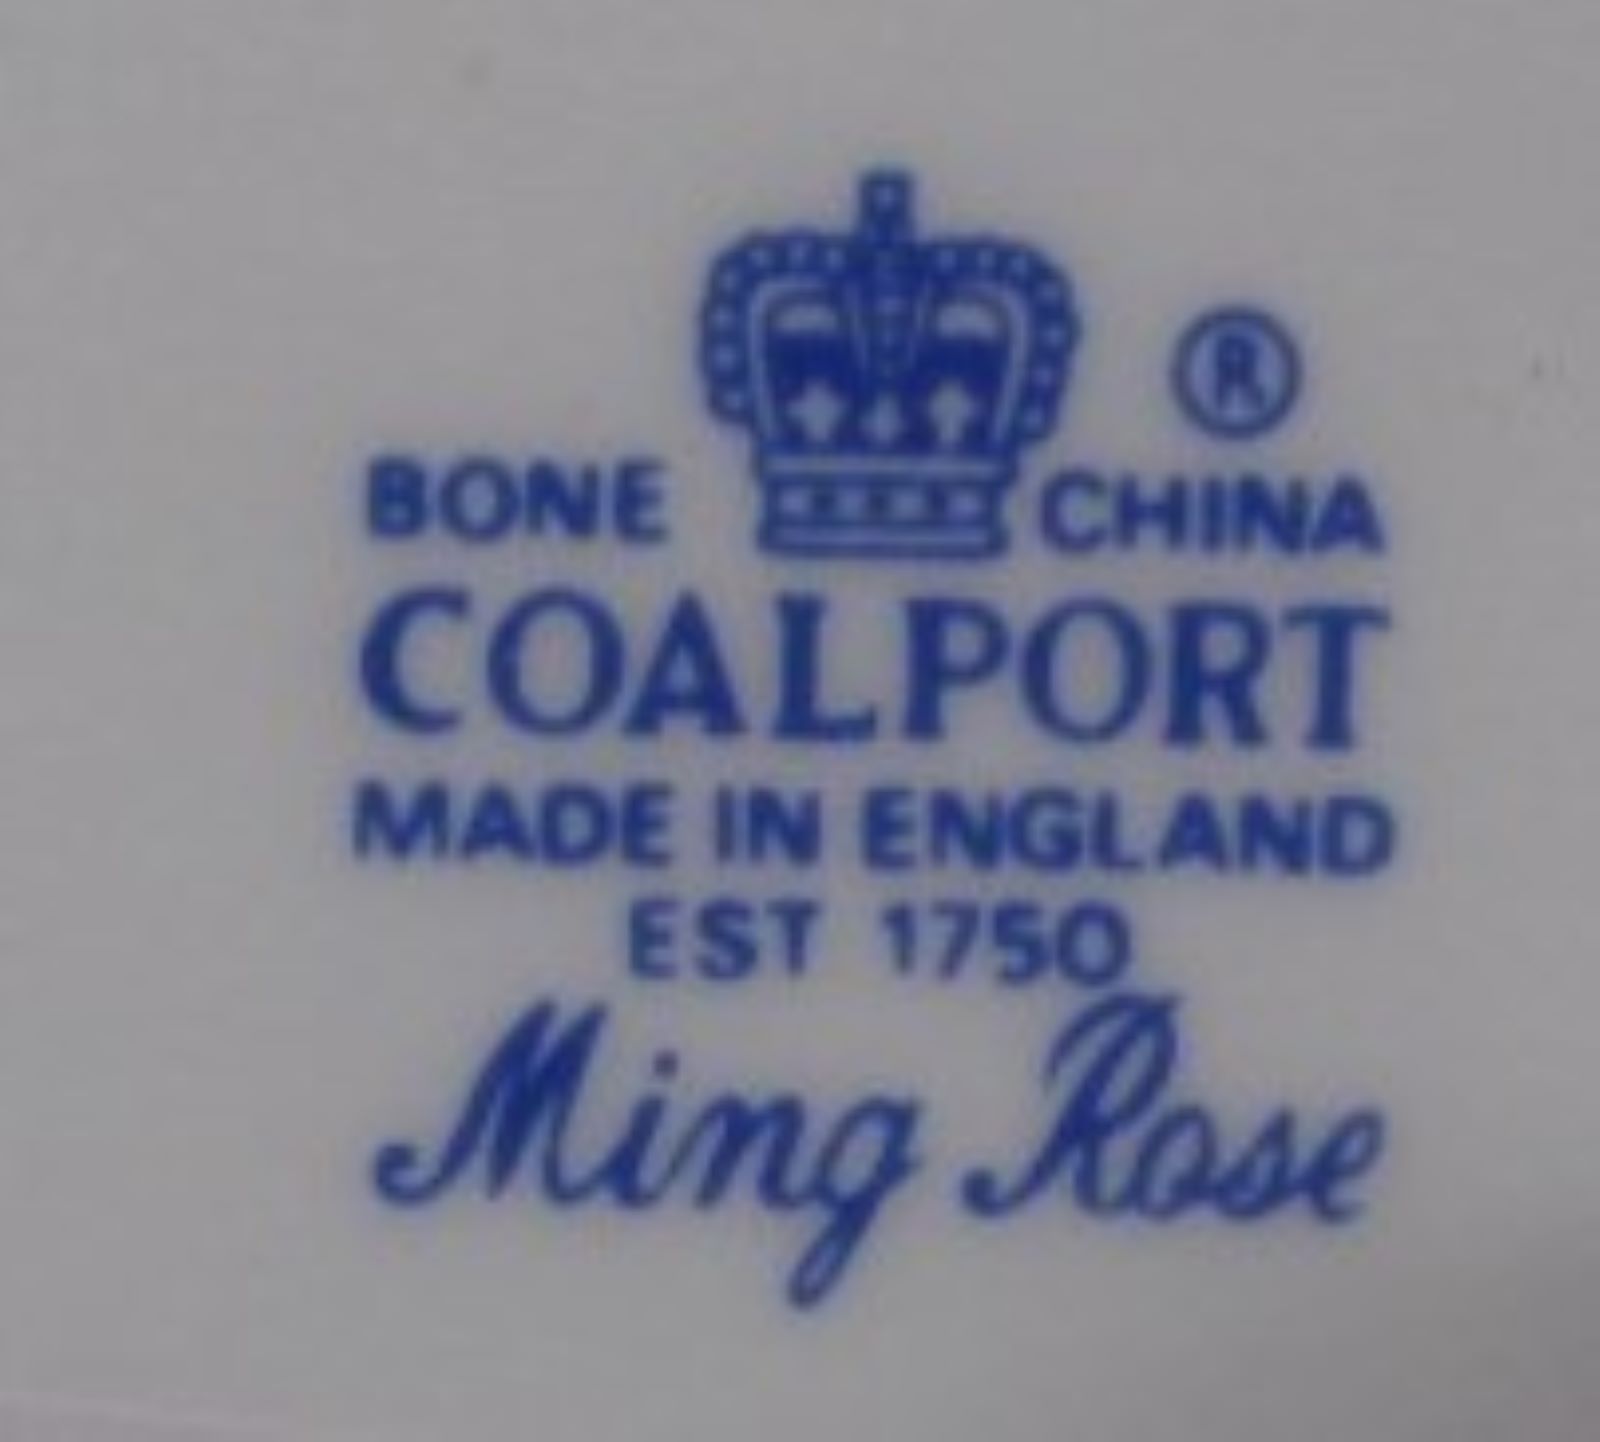 ®
BONE CHINA
COALPORT
MADE IN ENGLAND
EST 1750
Ming Rose